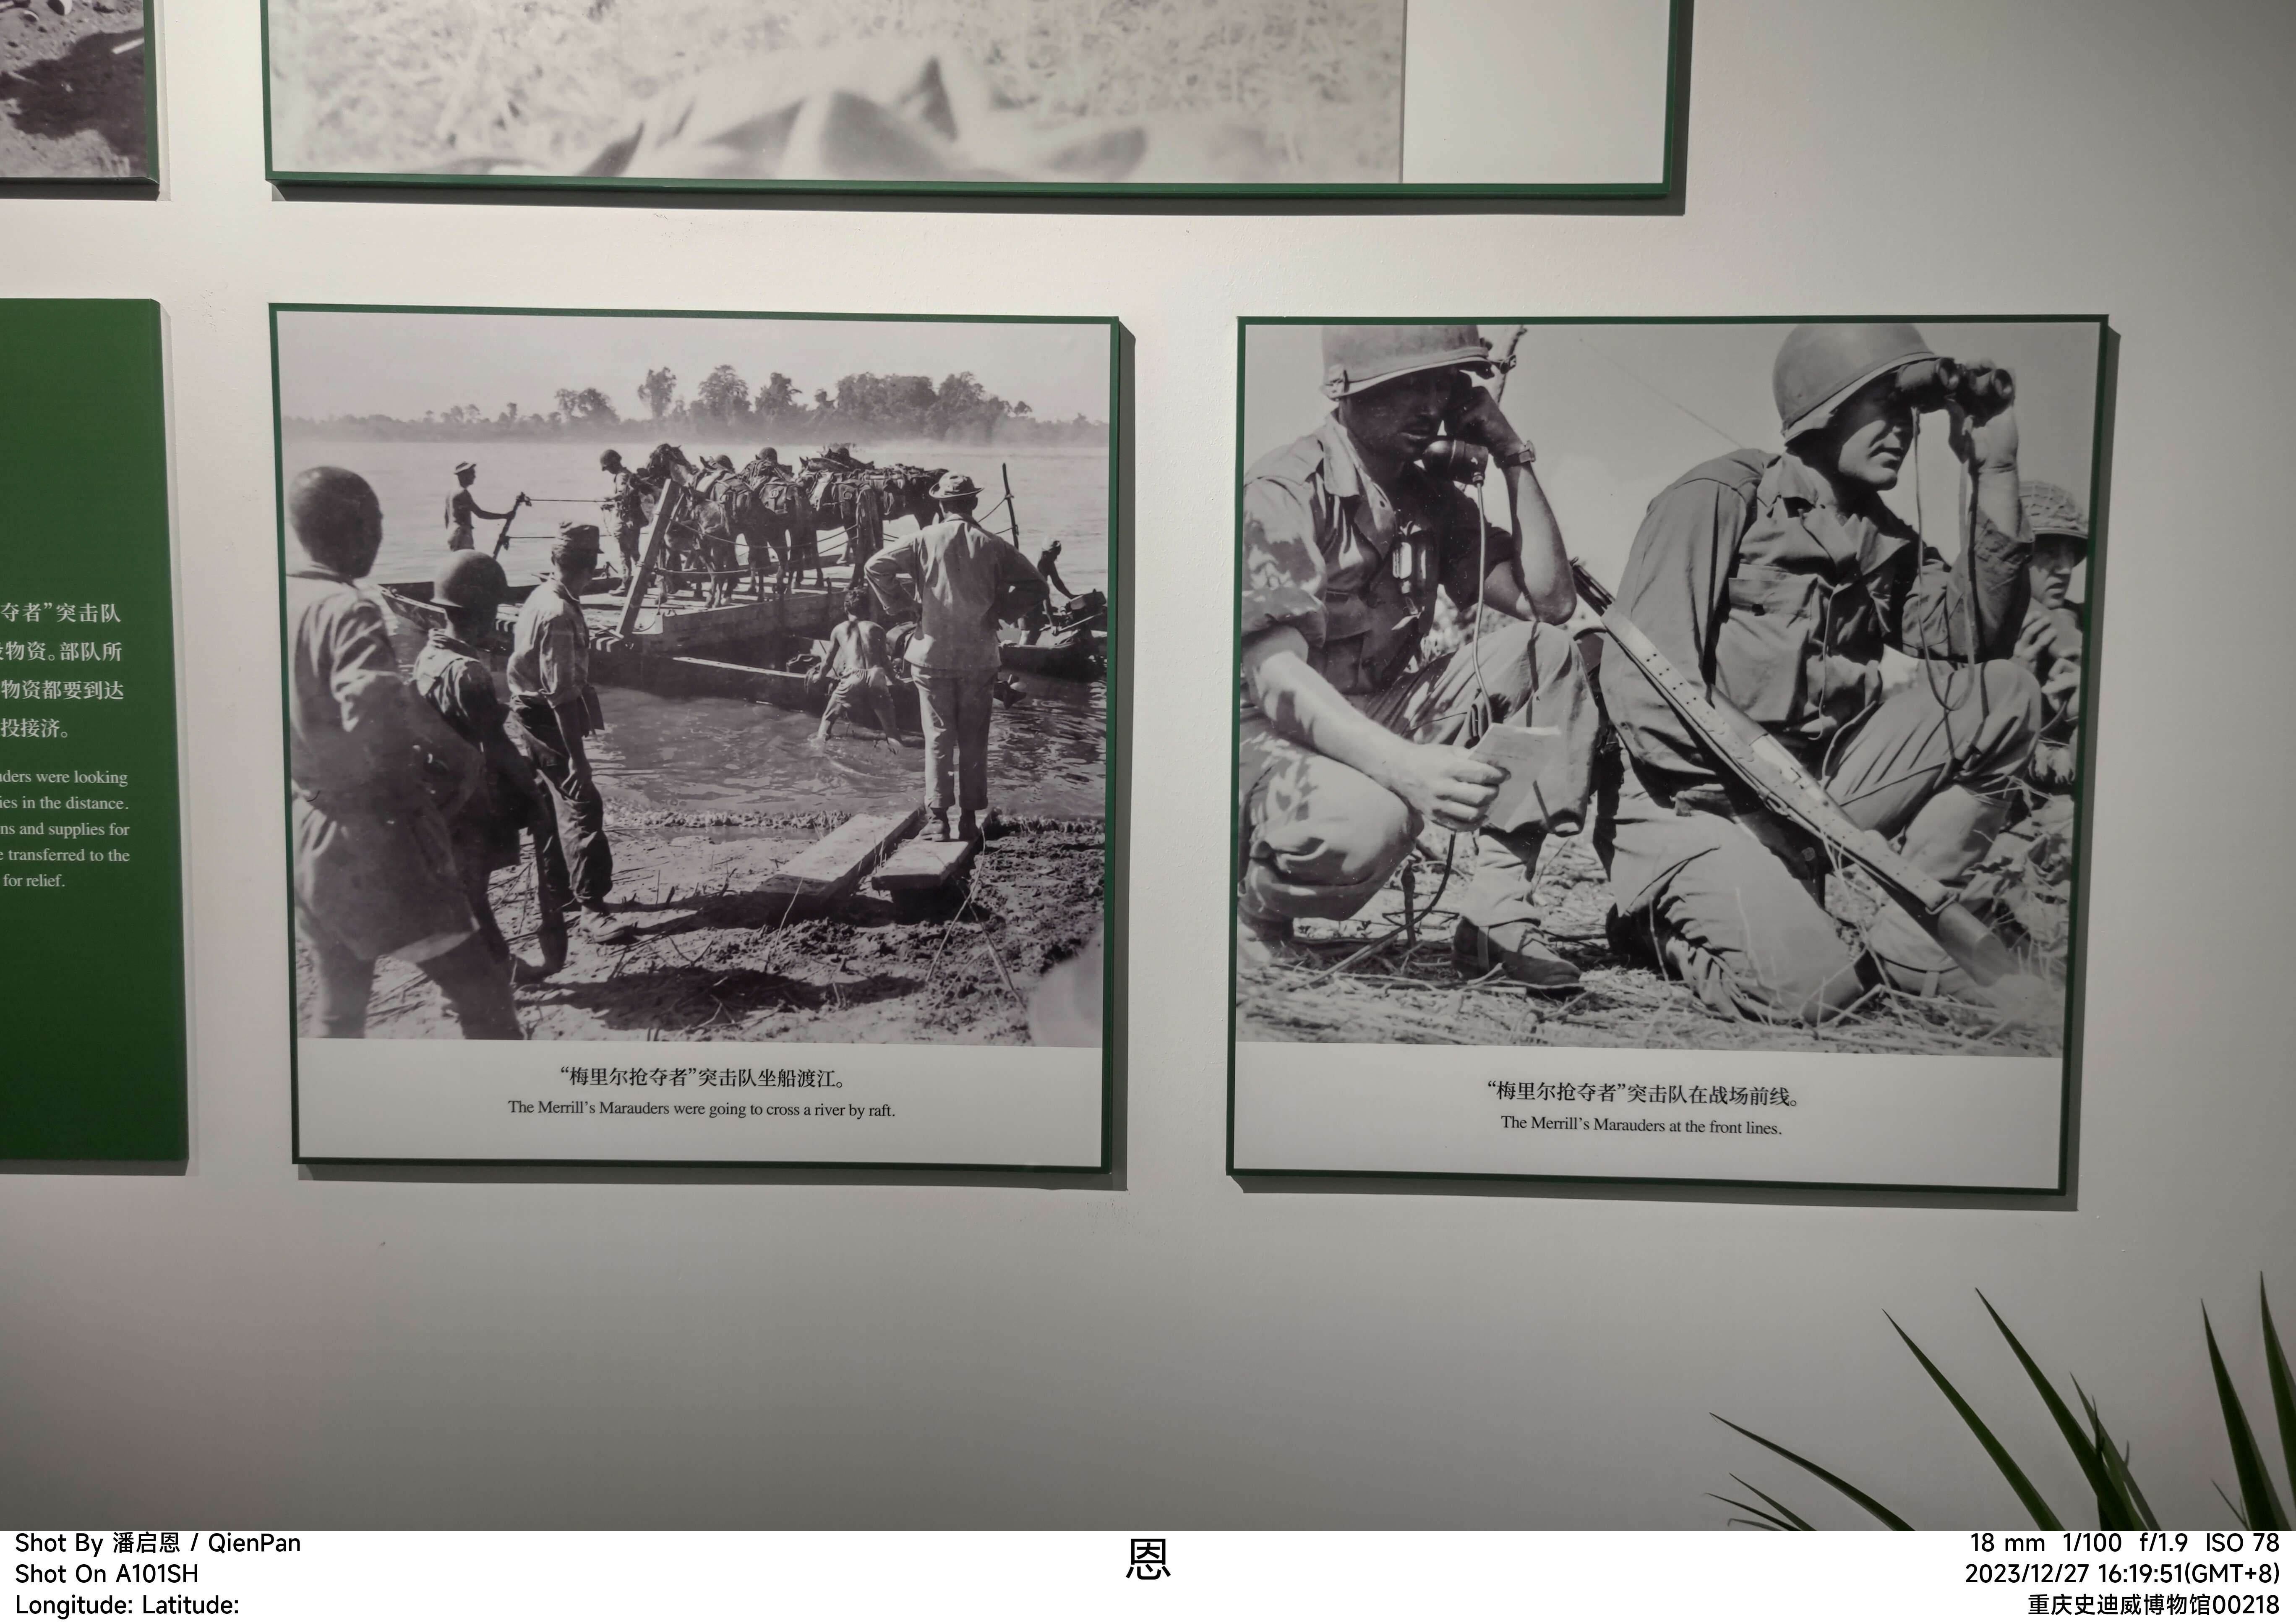 夺者”突击队
物资。部队所
物资都要到达
投接济。
uders were looking
ies in the distance.
ns and supplies for
e transferred to the
for relief.
“梅里尔抢夺者”突击队坐船渡江。
The Merrill’s Marauders were going to cross a river by raft.
“梅里尔抢夺者”突击队在战场前线。
The Merrill’s Marauders at the front lines.
Shot By 潘启恩 / QienPan
Shot On A101SH
Longitude: Latitude:
恩
18 mm 1/100 f/1.9 ISO 78
2023/12/27 16:19:51(GMT+8)
重庆史迪威博物馆00218